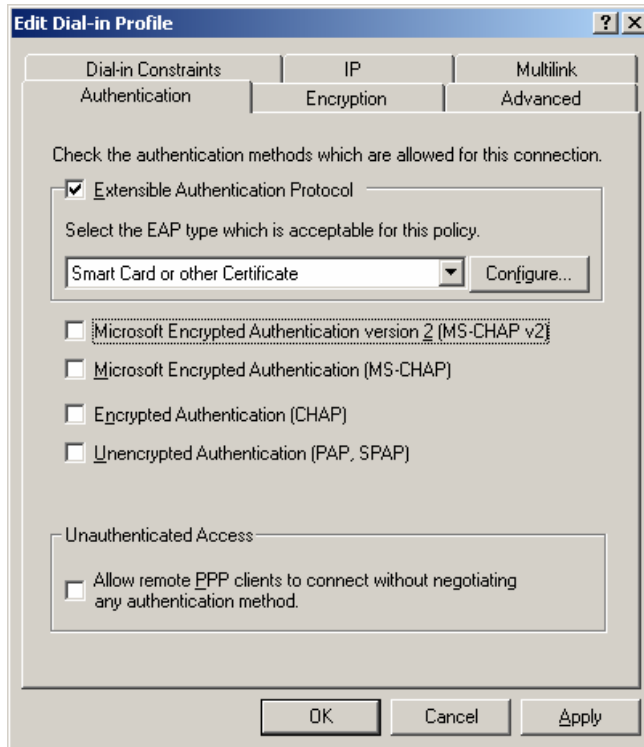 Edit Dial-in Profile
Dial-in Constraints IP Multilink
Authentication Encryption Advanced
Check the authentication methods which are allowed for this connection.
Extensible Authentication Protocol
Select the EAP type which is acceptable for this policy.
Smart Card or other Certificate Configure...
Microsoft Encrypted Authentication version 2 (MS-CHAP v2)
Microsoft Encrypted Authentication (MS-CHAP)
Encrypted Authentication (CHAP)
Unencrypted Authentication (PAP, SPAP)
Unauthenticated Access
Allow remote PPP clients to connect without negotiating
any authentication method.
OK Cancel Apply